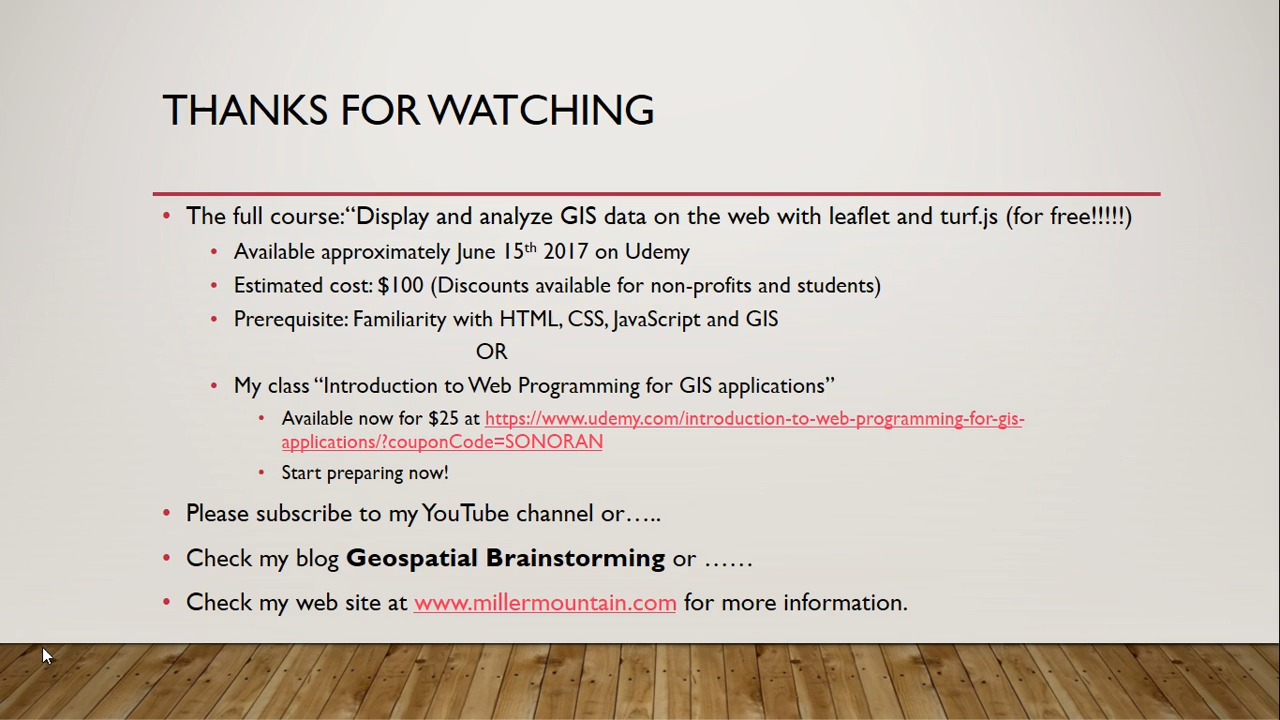 THANKS FOR WATCHING
• The full course:“Display and analyze GIS data on the web with leaflet and turf.js (for free!!!!!)
• Available approximately June 15th 2017 on Udemy
• Estimated cost: $100 (Discounts available for non-profits and students)
• Prerequisite: Familiarity with HTML, CSS, JavaScript and GIS
OR
• My class “Introduction to Web Programming for GIS applications”
• Available now for $25 at https://www.udemy.com/introduction-to-web-programming-for-gis-
applications/?couponCode=SONORAN
• Start preparing now!
• Please subscribe to my YouTube channel or…..
• Check my blog Geospatial Brainstorming or ……
• Check my web site at www.millermountain.com for more information.